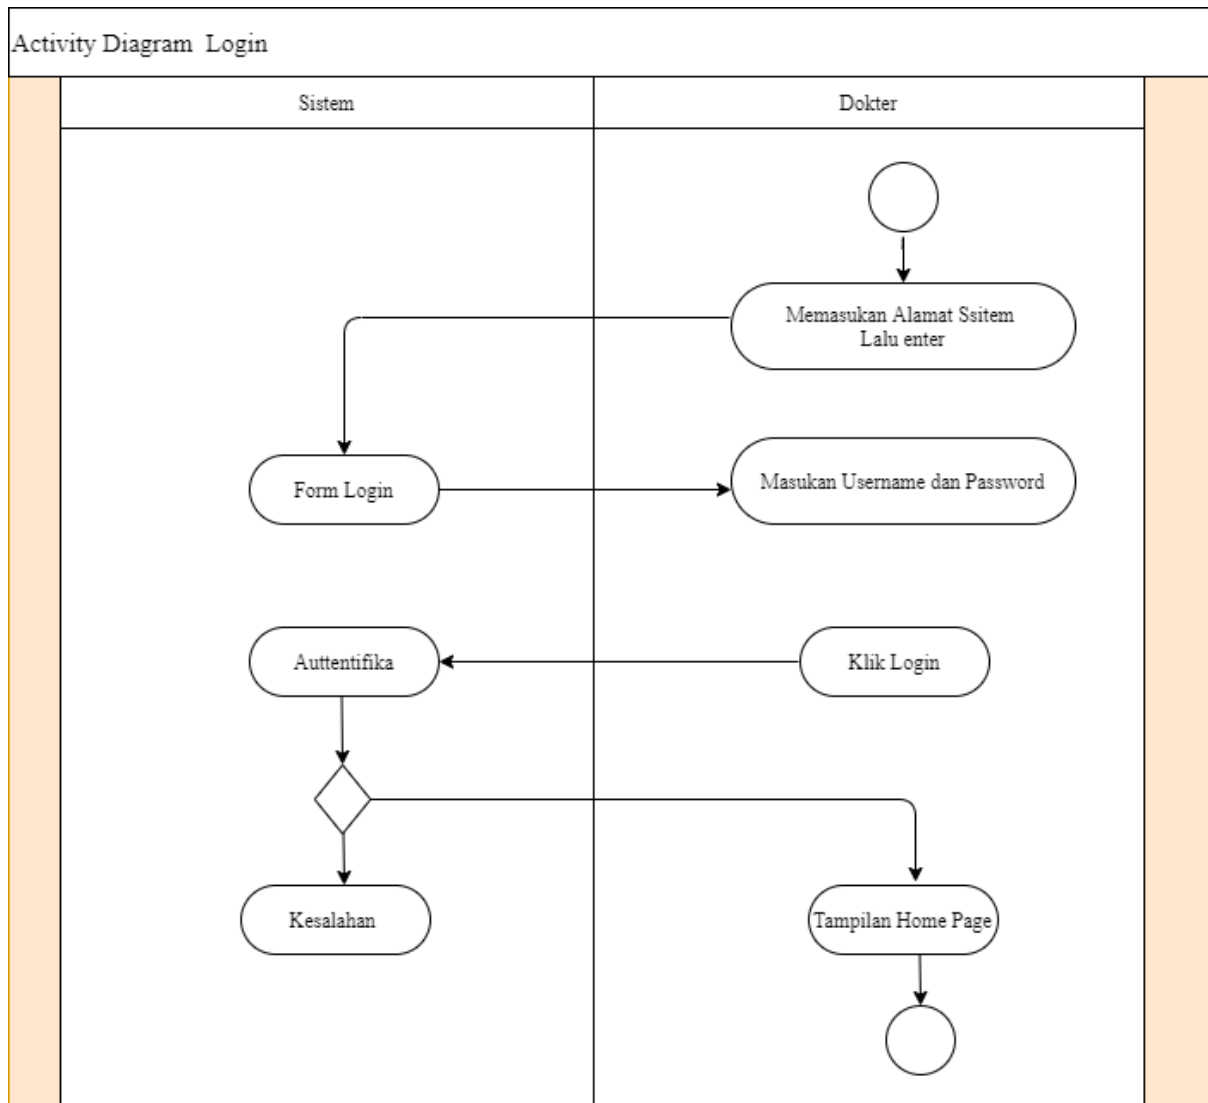 Activity Diagram  Login
Sistem
Dokter
Memasukan Alamat Ssitem
Lalu enter
Form Login
Masukan Username dan Password
Auttentifika
Klik Login
Kesalahan
Tampilan Home Page